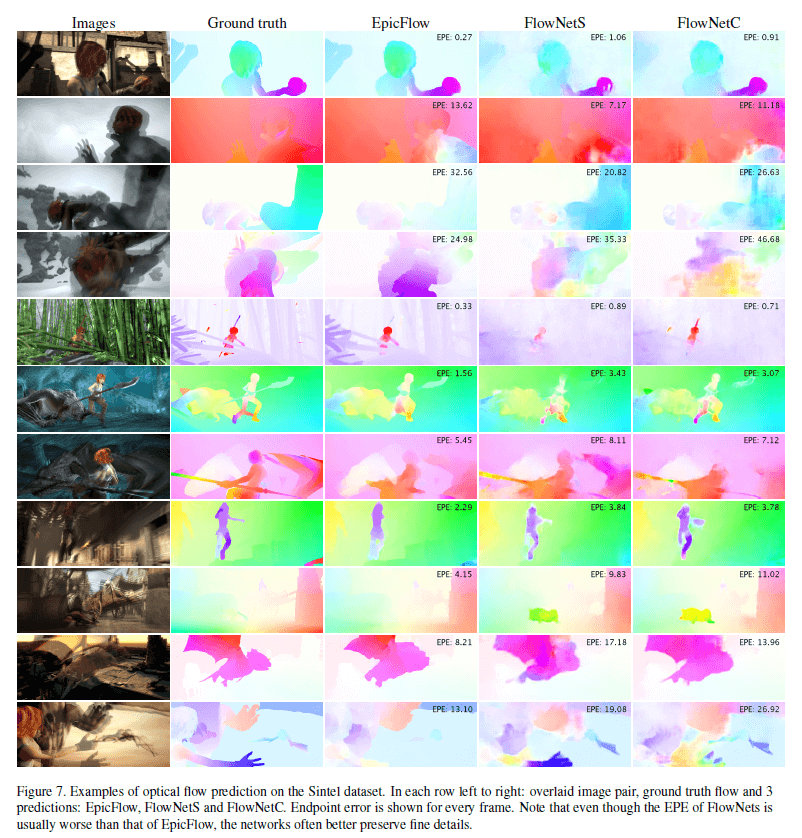 Images Ground truth EpicFlow FlowNetS FlowNetC
EPE: 0.27 EPE: 1.06 EPE: 0.91
EPE: 13.62 EPE: 7.17 EPE: 11.18
EPE: 32.56 EPE: 20.82 EPE: 26.63
EPE: 24.98 EPE: 35.33 EPE: 46.68
EPE: 0.33 EPE: 0.89 EPE: 0.71
EPE: 1.56 EPE: 3.43 EPE: 3.07
EPE: 5.45 EPE: 8.11 EPE: 7.12
EPE: 2.29 EPE: 3.84 EPE: 3.78
EPE: 4.15 EPE: 9.83 EPE: 11.02
EPE: 8.21 EPE: 17.18 EPE: 13.96
EPE: 13.10 EPE: 19.08 EPE: 26.92
Figure 7. Examples of optical flow prediction on the Sintel dataset. In each row left to right: overlaid image pair, ground truth flow and 3
predictions: EpicFlow, FlowNetS and FlowNetC. Endpoint error is shown for every frame. Note that even though the EPE of FlowNets is
usually worse than that of EpicFlow, the networks often better preserve fine details.